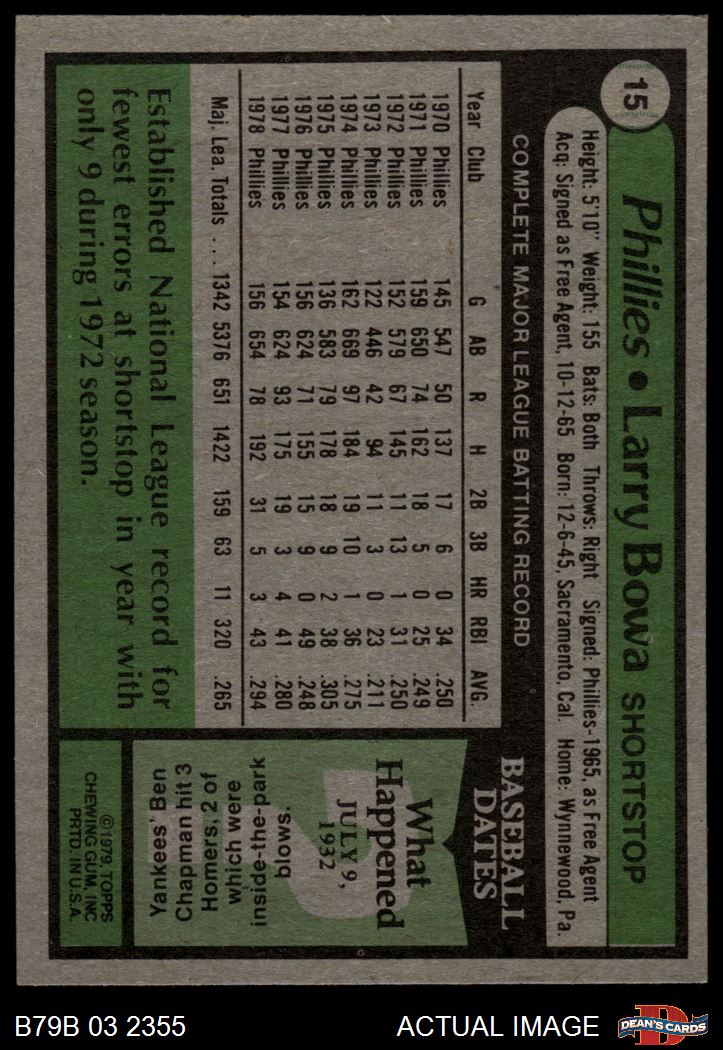 15
Phillies • Larry Bowa SHORTSTOP
Height: 5'10" Weight: 155 Bats: Both Throws: Right Signed: Phillies-1965, as Free Agent
Acq: Signed as Free Agent, 10-12-65 Born: 12-6-45, Sacramento, Cal. Home: Wynnewood, Pa.
COMPLETE MAJOR LEAGUE BATTING RECORD
Year Club G AB R H 2B 3B HR RBI AVG.
1970 Phillies 145 547 50 137 17 6 0 34 .250
1971 Phillies 159 650 74 162 18 5 0 25 .249
1972 Phillies 152 579 67 145 11 13 1 31 .250
1973 Phillies 122 446 42 94 11 3 0 23 .211
1974 Phillies 162 669 97 184 19 10 1 36 .275
1975 Phillies 136 583 79 178 18 9 2 38 .305
1976 Phillies 156 624 71 155 15 9 0 49 .248
1977 Phillies 154 624 93 175 19 3 4 41 .280
1978 Phillies 156 654 78 192 31 5 3 43 .294
Maj. Lea. Totals . . . 1342 5376 651 1422 159 63 11 320 .265
Established National League record for
fewest errors at shortstop in year with
only 9 during 1972 season.
BASEBALL
DATES
What
Happened
JULY 9,
1932
?
Yankees' Ben
Chapman hit 3
Homers, 2 of
which were
inside-the-park
blows.
©1979, TOPPS
CHEWING GUM, INC
PRTD. IN U.S.A.
B79B 03 2355
ACTUAL IMAGE
D
DEAN'S CARDS